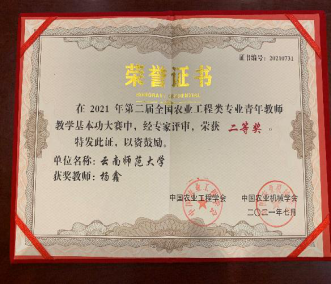 证书编号: 20210731
荣誉证书
HONORARY CREDENTIAL
在 2021 年第二届全国农业工程类专业青年教师
教学基本功大赛中，经专家评审，荣获 二等奖。
特发此证，以资鼓励。
单位名称: 云南师范大学
获奖教师: 杨鑫
中国农业工程学会 中国农业机械学会
二〇二一年七月